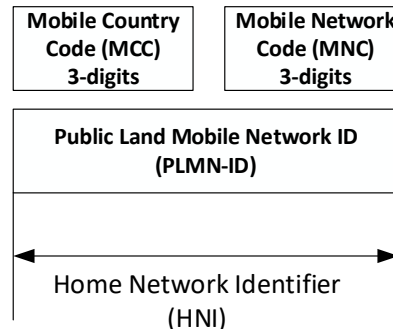 Mobile Country
Code (MCC)
3-digits
Mobile Network
Code (MNC)
3-digits
Public Land Mobile Network ID
(PLMN-ID)
Home Network Identifier
(HNI)